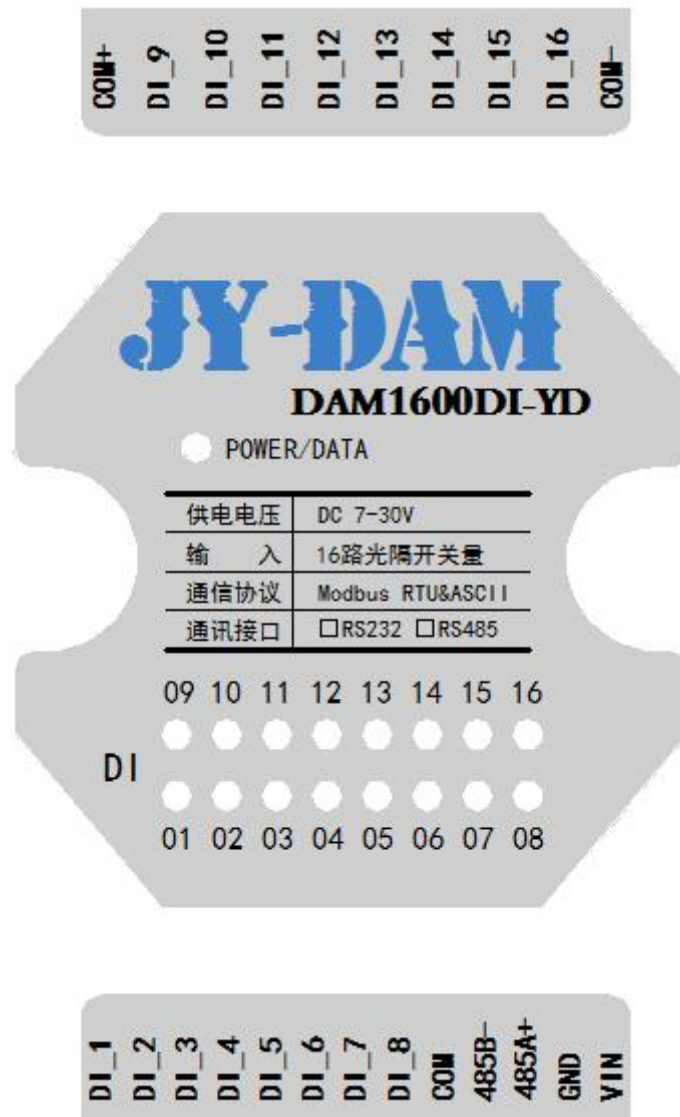 COM+ DI_9 DI_10 DI_11 DI_12 DI_13 DI_14 DI_15 DI_16 COM-
JY-DAM
DAM1600DI-YD
POWER/DATA
供电电压 DC 7-30V
输 入 16路光隔开关量
通信协议 Modbus RTU&ASCII
通讯接口 □RS232 □RS485
09 10 11 12 13 14 15 16
DI
01 02 03 04 05 06 07 08
DI_1 DI_2 DI_3 DI_4 DI_5 DI_6 DI_7 DI_8 COM 485B- 485A+ GND VIN